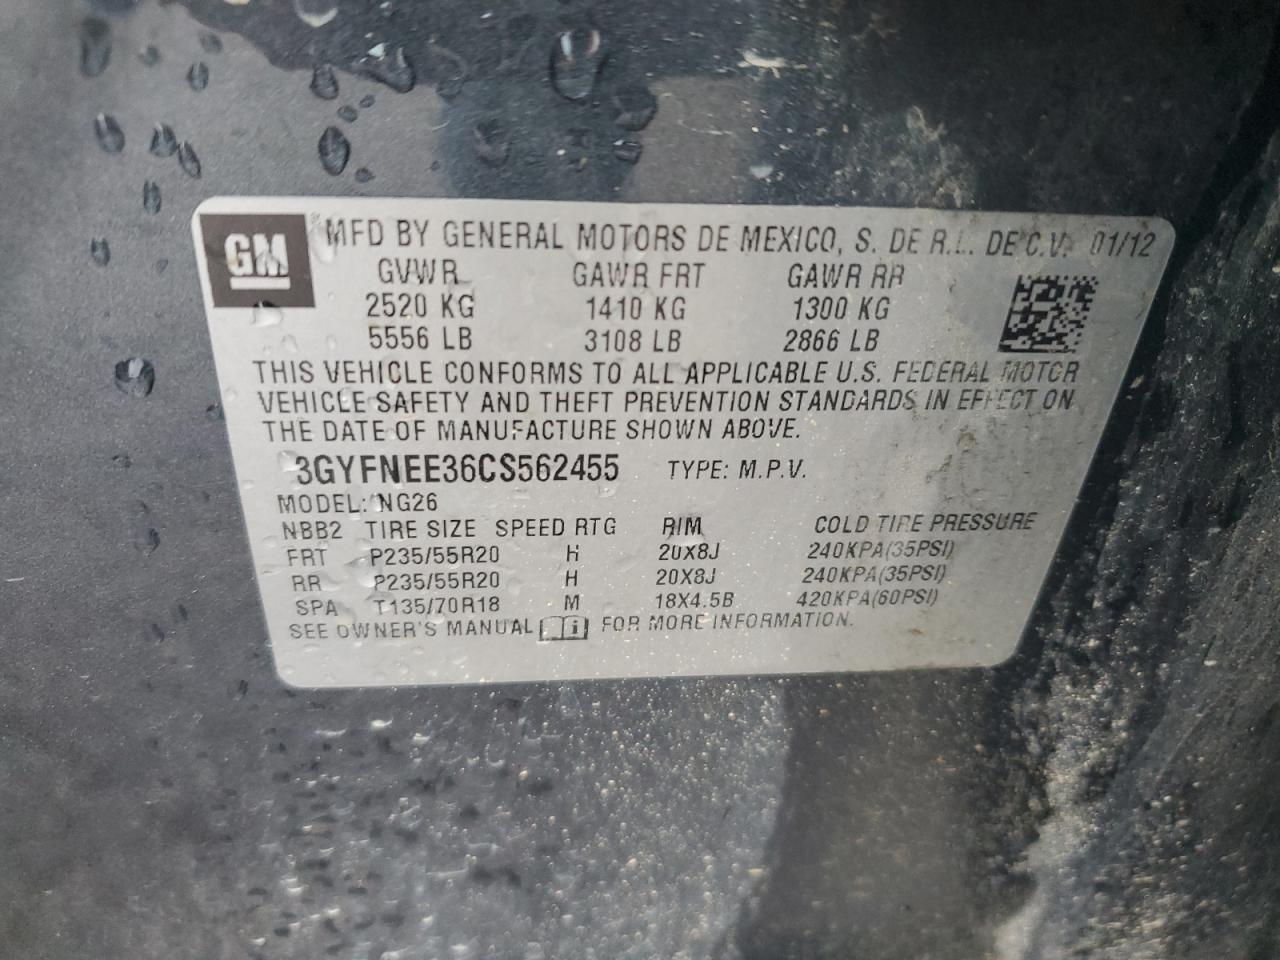 GM
MFD BY GENERAL MOTORS DE MEXICO, S. DE R.L. DE C.V. 01/12
GVWR GAWR FRT GAWR RR
2520 KG 1410 KG 1300 KG
5556 LB 3108 LB 2866 LB
THIS VEHICLE CONFORMS TO ALL APPLICABLE U.S. FEDERAL MOTOR
VEHICLE SAFETY AND THEFT PREVENTION STANDARDS IN EFFECT ON
THE DATE OF MANUFACTURE SHOWN ABOVE.
3GYFNEE36CS562455 TYPE: M.P.V.
MODEL: NG26
NBB2 TIRE SIZE SPEED RTG RIM COLD TIRE PRESSURE
FRT P235/55R20 H 20X8J 240KPA(35PSI)
RR P235/55R20 H 20X8J 240KPA(35PSI)
SPA T135/70R18 M 18X4.5B 420KPA(60PSI)
SEE OWNER'S MANUAL i FOR MORE INFORMATION.